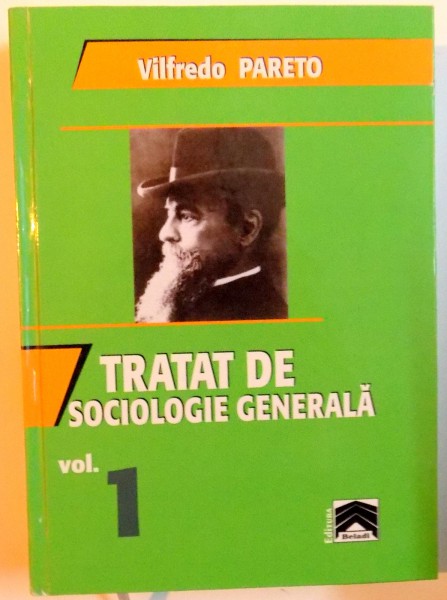 Vilfredo PARETO
TRATAT DE
SOCIOLOGIE GENERALĂ
vol. 1
Editura
Beladi